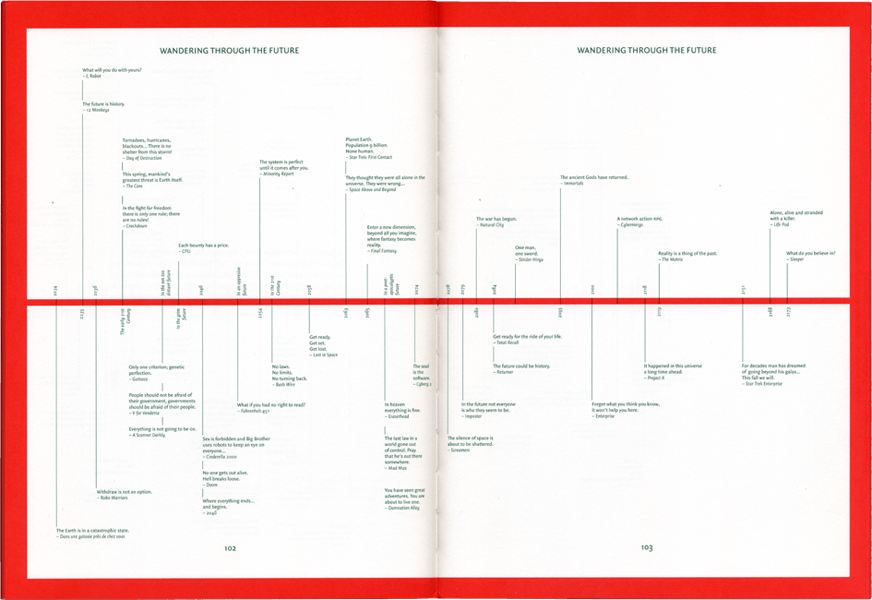 WANDERING THROUGH THE FUTURE
What will you do with yours?
– I, Robot
The future is history.
– 12 Monkeys
Tornadoes, hurricanes,
blackouts... There is no
shelter from this storm!
– Day of Destruction
This spring, mankind's
greatest threat is Earth itself.
– The Core
In the fight for freedom
there is only one rule; there
are no rules!
– Crackdown
Each bounty has a price.
The system is perfect
until it comes after you.
– Minority Report
Planet Earth.
Population 9 billion.
None human.
– Star Trek: First Contact
They thought they were all alone in the
universe. They were wrong...
– Space Above and Beyond
Enter a new dimension,
beyond all you imagine,
where fantasy becomes
reality.
– Final Fantasy
2035
The early 21st
Century
In the not too
distant future
In the grim
future
2046
In an oppressive
future
2054
In the 21st
Century
2058
2063
2065
In a post-
apocalyptic
future
2074
Only one criterion; genetic
perfection.
– Gattaca
People should not be afraid of
their government, governments
should be afraid of their people.
– V for Vendetta
Everything is not going to be ok.
– A Scanner Darkly
Withdraw is not an option.
– Robo Warriors
The Earth is in a catastrophic state.
– Dans une galaxie près de chez vous
Sex is forbidden and Big Brother
uses robots to keep an eye on
everyone...
– Cinderella 2000
No one gets out alive.
Hell breaks loose.
– Doom
Where everything ends...
and begins.
– 2046
What if you had no right to read?
– Fahrenheit 451
No laws.
No limits.
No turning back.
– Barb Wire
Get ready.
Get set.
Get lost.
– Lost in Space
In heaven
everything is fine.
– Eraserhead
The last law in a
world gone out
of control. Pray
that he's out there
somewhere.
– Mad Max
You have seen great
adventures. You are
about to live one.
– Damnation Alley
The soul
is the
software.
– Cyborg 2
102
WANDERING THROUGH THE FUTURE
The ancient Gods have returned.
– Immortals
The war has begun.
– Natural City
One man,
one sword.
A network action RPG.
Reality is a thing of the past.
– The Matrix
Alone, alive and stranded
with a killer.
– Life Pod
What do you believe in?
– Sleeper
2078
2079
2080
2084
2095
2100
2151
2173
Get ready for the ride of your life.
– Total Recall
The future could be history.
– Returner
In the future not everyone
is who they seem to be.
– Impostor
The silence of space is
about to be shattered.
– Screamers
Forget what you think you know,
it won't help you here.
– Enterprise
It happened in this universe
a long time ahead.
– Project X
For decades man has dreamed
of going beyond his galax...
This fall we will.
– Star Trek Enterprise
103